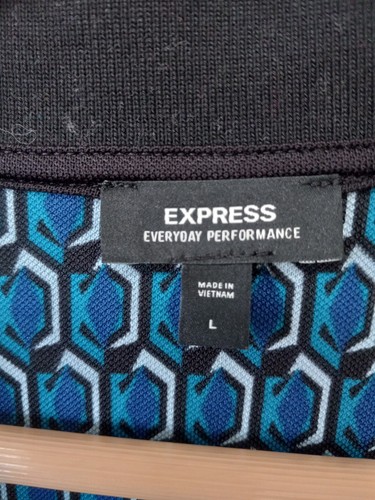 EXPRESS
EVERYDAY PERFORMANCE
MADE IN
VIETNAM
L